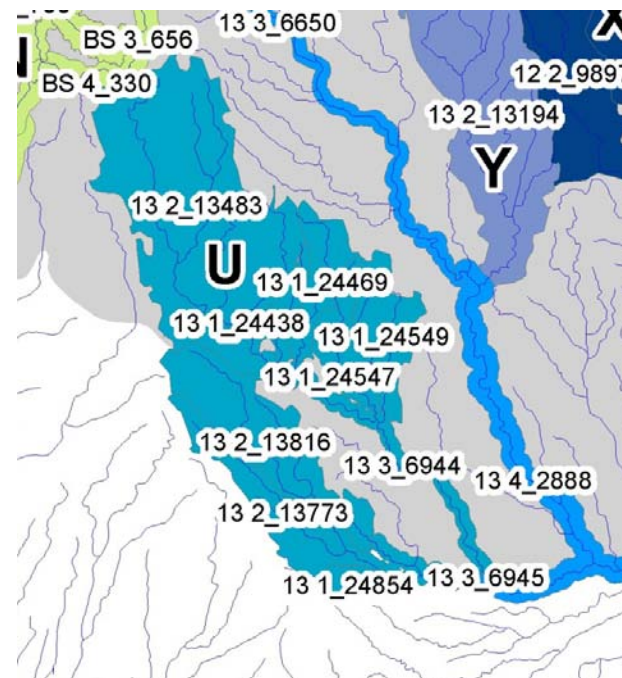 13 3_6650
BS 3_656
N
X
BS 4_330
12 2_9897
13 2_13194
Y
13 2_13483
U
13 1_24469
13 1_24438
13 1_24549
13 1_24547
13 2_13816
13 3_6944
13 4_2888
13 2_13773
13 1_24854
13 3_6945